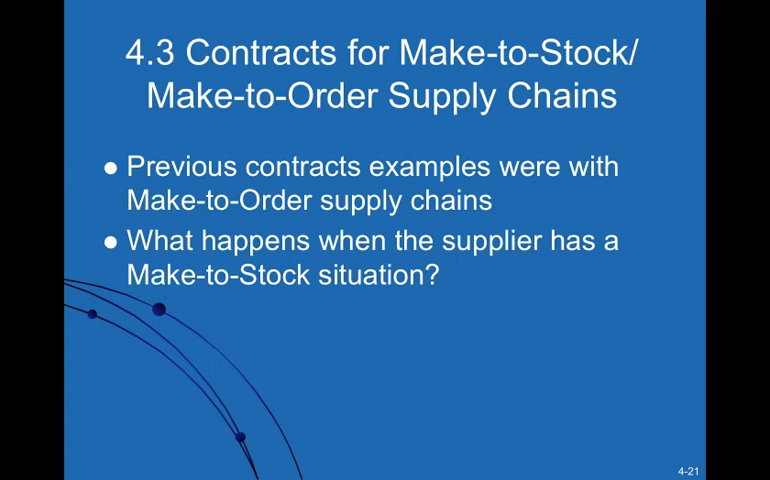 4.3 Contracts for Make-to-Stock/
Make-to-Order Supply Chains
● Previous contracts examples were with
Make-to-Order supply chains
● What happens when the supplier has a
Make-to-Stock situation?
4-21